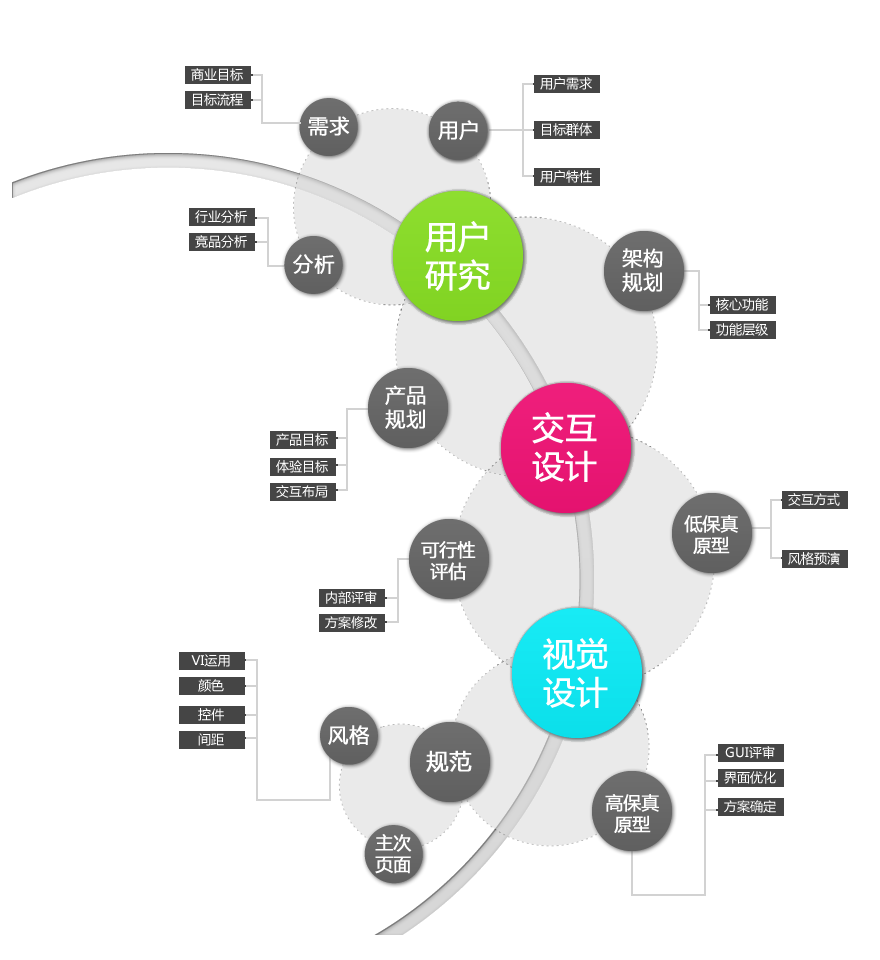 商业目标
目标流程
需求
用户
用户需求
目标群体
用户特性
行业分析
竞品分析
分析
用户
研究
架构
规划
核心功能
功能层级
产品
规划
产品目标
体验目标
交互布局
交互
设计
低保真
原型
交互方式
风格预演
可行性
评估
内部评审
方案修改
视觉
设计
VI运用
颜色
控件
间距
风格
规范
主次
页面
高保真
原型
GUI评审
界面优化
方案确定